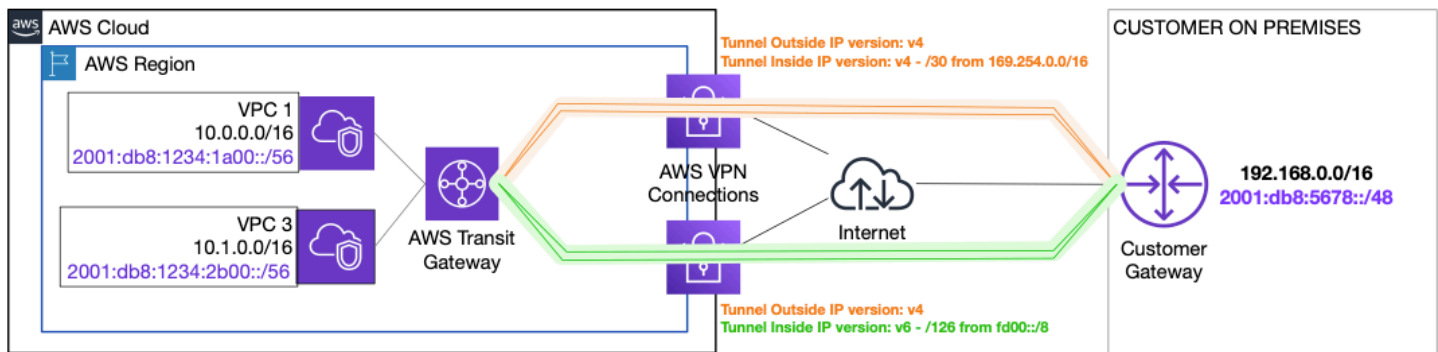 aws
AWS Cloud
AWS Region
VPC 1
10.0.0.0/16
2001:db8:1234:1a00::/56
VPC 3
10.1.0.0/16
2001:db8:1234:2b00::/56
AWS Transit
Gateway
Tunnel Outside IP version: v4
Tunnel Inside IP version: v4 - /30 from 169.254.0.0/16
AWS VPN
Connections
Internet
Tunnel Outside IP version: v4
Tunnel Inside IP version: v6 - /126 from fd00::/8
CUSTOMER ON PREMISES
192.168.0.0/16
2001:db8:5678::/48
Customer
Gateway